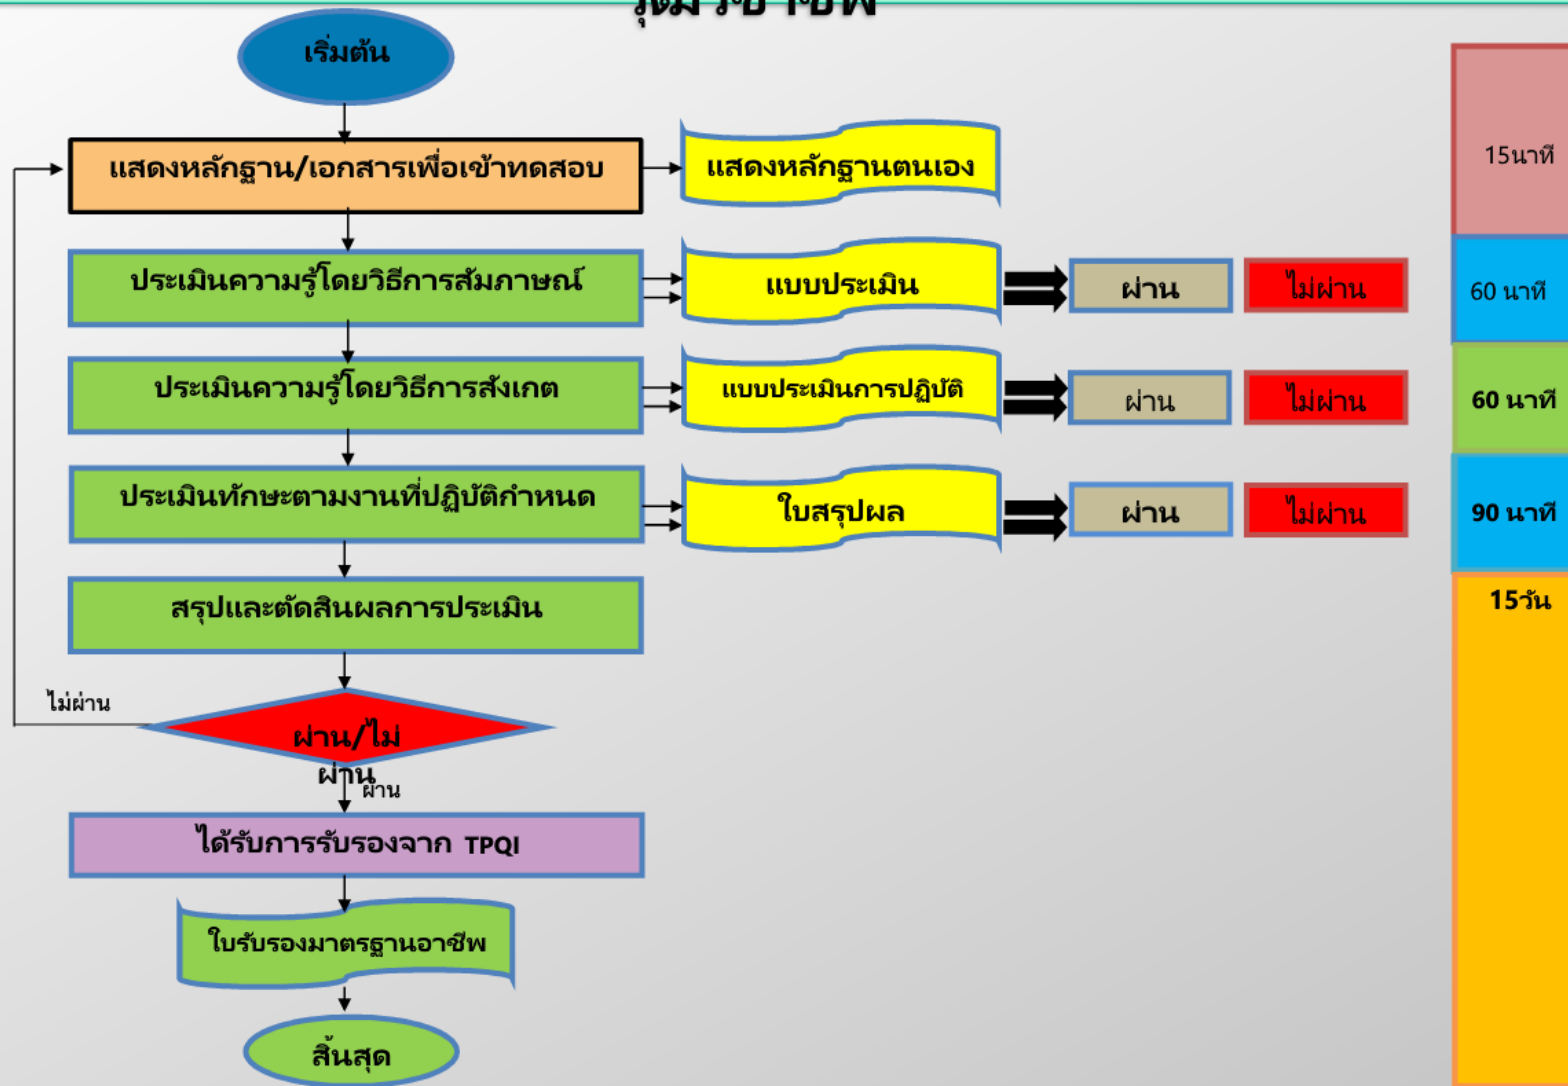 เริ่มต้น
แสดงหลักฐาน/เอกสารเพื่อเข้าทดสอบ
แสดงหลักฐานตนเอง
15นาที
ประเมินความรู้โดยวิธีการสัมภาษณ์
แบบประเมิน
ผ่าน
ไม่ผ่าน
60 นาที
ประเมินความรู้โดยวิธีการสังเกต
แบบประเมินการปฏิบัติ
ผ่าน
ไม่ผ่าน
60 นาที
ประเมินทักษะตามงานที่ปฏิบัติกำหนด
ใบสรุปผล
ผ่าน
ไม่ผ่าน
90 นาที
สรุปและตัดสินผลการประเมิน
15วัน
ไม่ผ่าน
ผ่าน/ไม่
ผ่าน
ผ่าน
ได้รับการรับรองจาก TPQI
ใบรับรองมาตรฐานอาชีพ
สิ้นสุด